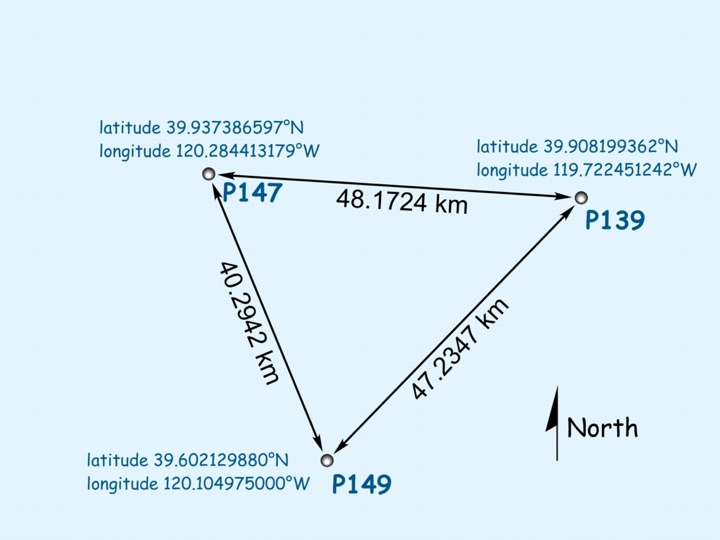 latitude 39.937386597°N
longitude 120.284413179°W
latitude 39.908199362°N
longitude 119.722451242°W
P147
48.1724 km
P139
40.2942 km
47.2347 km
North
latitude 39.602129880°N
longitude 120.104975000°W
P149